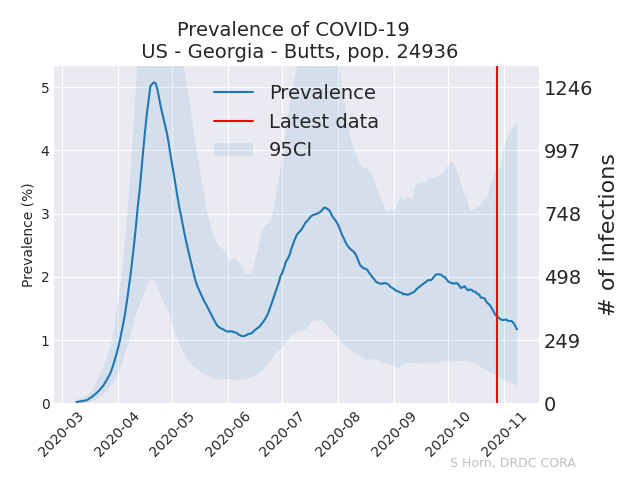 Prevalence of COVID-19
US - Georgia - Butts, pop. 24936
Prevalence
Latest data
95CI
Prevalence (%)
5
4
3
2
1
0
1246
997
748
498
249
0
# of infections
2020-03
2020-04
2020-05
2020-06
2020-07
2020-08
2020-09
2020-10
2020-11
S Horn, DRDC CORA